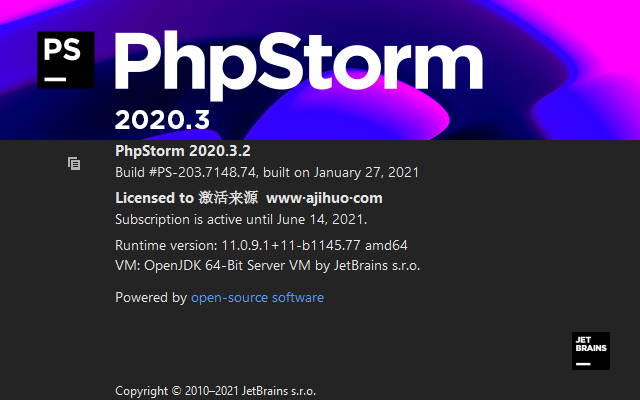 PS
PhpStorm
2020.3
PhpStorm 2020.3.2
Build #PS-203.7148.74, built on January 27, 2021
Licensed to 激活来源  www·ajihuo·com
Subscription is active until June 14, 2021.
Runtime version: 11.0.9.1+11-b1145.77 amd64
VM: OpenJDK 64-Bit Server VM by JetBrains s.r.o.
Powered by open-source software
JET
BRAINS
Copyright © 2010–2021 JetBrains s.r.o.